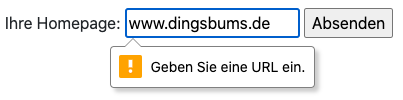 Ihre Homepage: www.dingsbums.de Absenden
! Geben Sie eine URL ein.